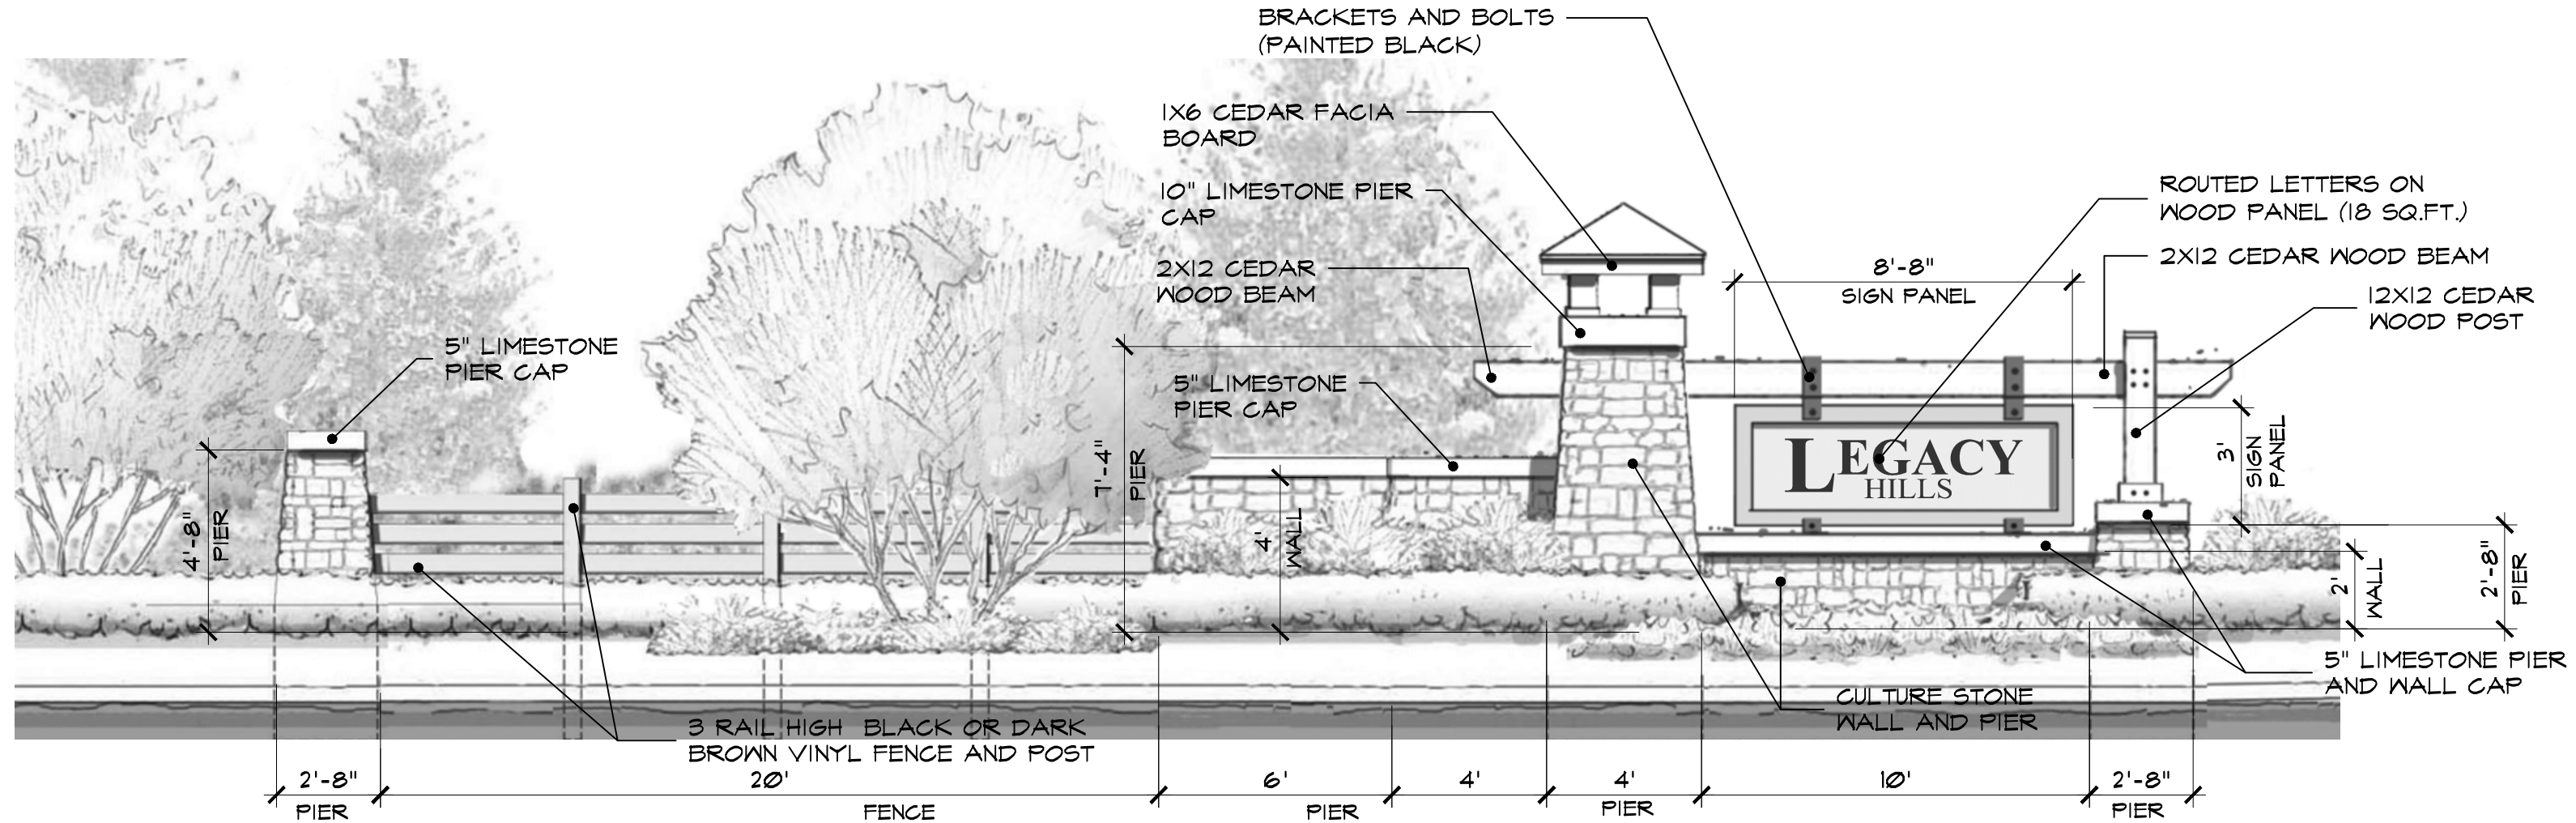 BRACKETS AND BOLTS
(PAINTED BLACK)
1X6 CEDAR FACIA
BOARD
10" LIMESTONE PIER
CAP
2X12 CEDAR
WOOD BEAM
5" LIMESTONE
PIER CAP
5" LIMESTONE
PIER CAP
ROUTED LETTERS ON
WOOD PANEL (18 SQ.FT.)
2X12 CEDAR WOOD BEAM
12X12 CEDAR
WOOD POST
8'-8"
SIGN PANEL
LEGACY
HILLS
3'
SIGN
PANEL
4'-8"
PIER
7'-4"
PIER
4'
WALL
2'
WALL
2'-8"
PIER
5" LIMESTONE PIER
AND WALL CAP
CULTURE STONE
WALL AND PIER
3 RAIL HIGH BLACK OR DARK
BROWN VINYL FENCE AND POST
2'-8"
PIER
20'
FENCE
6'
PIER
4'
4'
PIER
10'
2'-8"
PIER